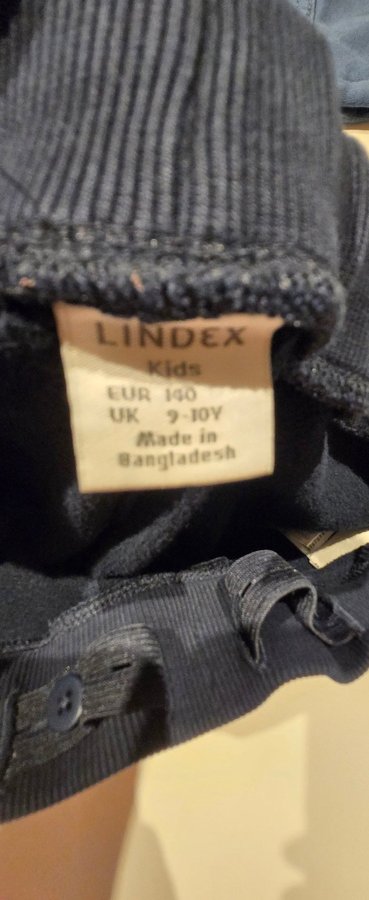 LINDEX
Kids
EUR 140
UK 9-10Y
Made in
Bangladesh